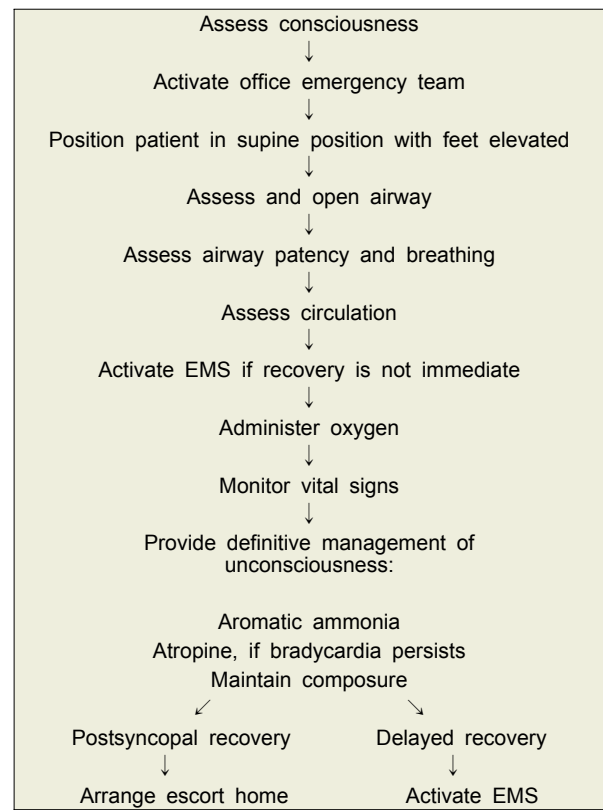 Assess consciousness
↓
Activate office emergency team
↓
Position patient in supine position with feet elevated
↓
Assess and open airway
↓
Assess airway patency and breathing
↓
Assess circulation
↓
Activate EMS if recovery is not immediate
↓
Administer oxygen
↓
Monitor vital signs
↓
Provide definitive management of
unconsciousness:
Aromatic ammonia
Atropine, if bradycardia persists
Maintain composure
↙ ↘
Postsyncopal recovery Delayed recovery
↓ ↓
Arrange escort home Activate EMS